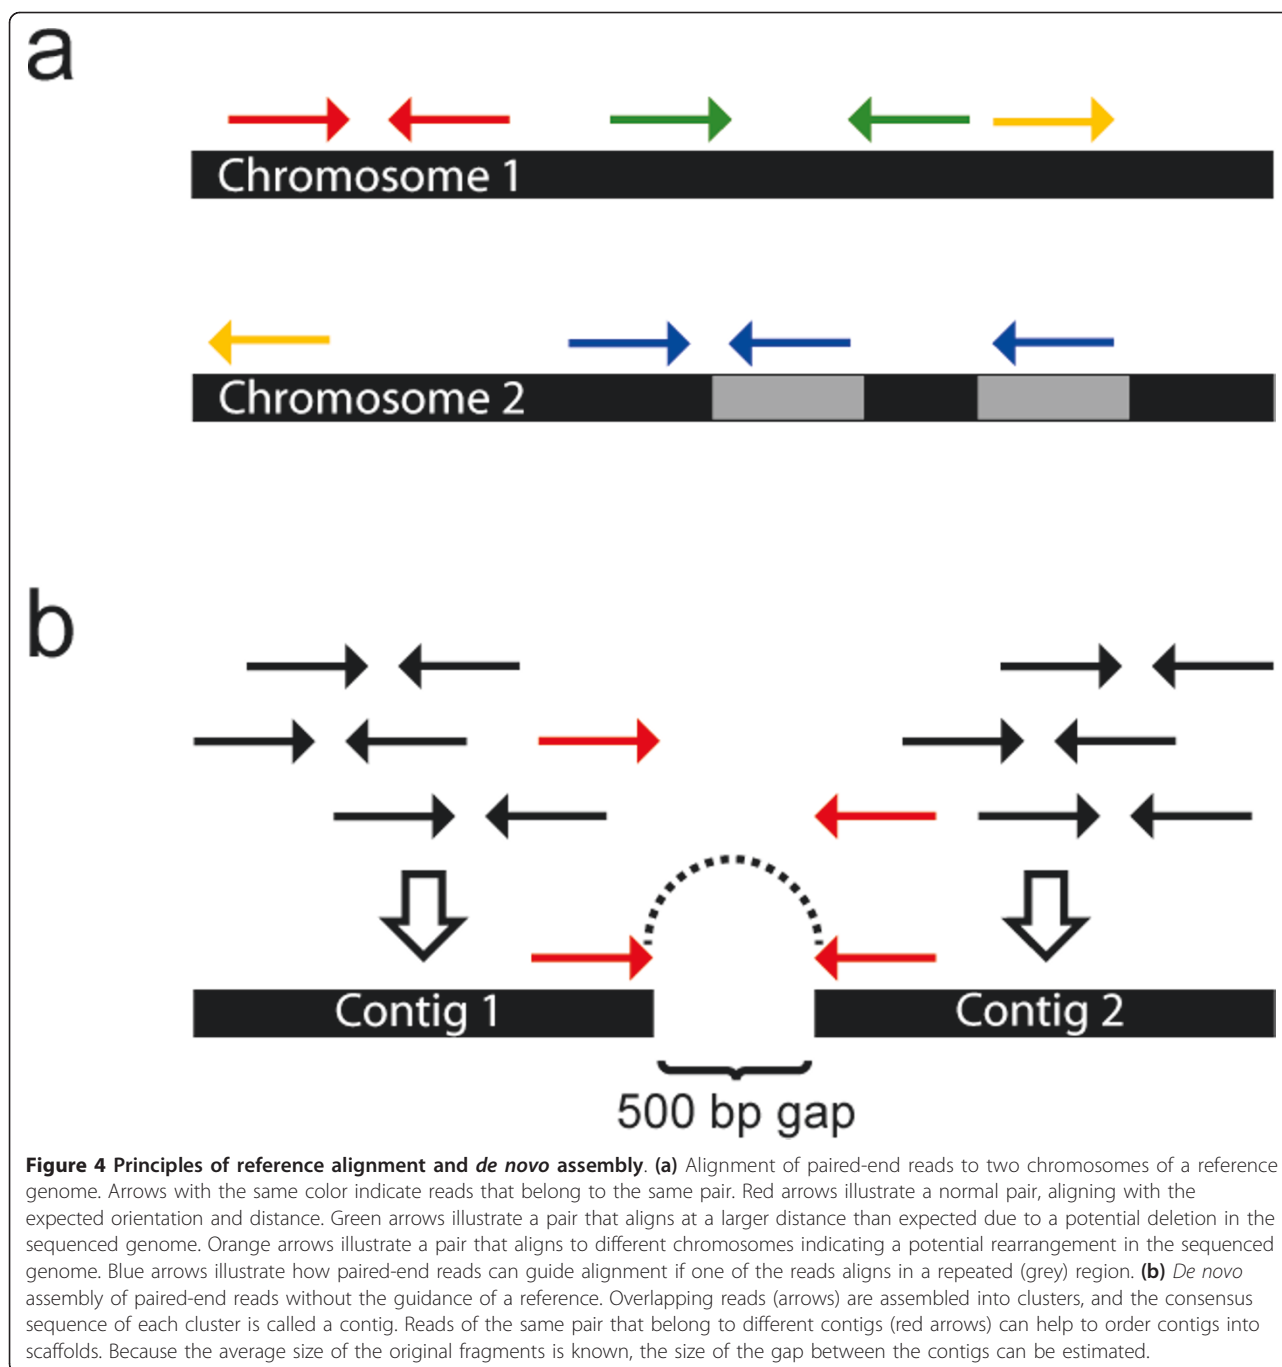 a
Chromosome 1
Chromosome 2
b
Contig 1
Contig 2
500 bp gap
Figure 4 Principles of reference alignment and de novo assembly. (a) Alignment of paired-end reads to two chromosomes of a reference
genome. Arrows with the same color indicate reads that belong to the same pair. Red arrows illustrate a normal pair, aligning with the
expected orientation and distance. Green arrows illustrate a pair that aligns at a larger distance than expected due to a potential deletion in the
sequenced genome. Orange arrows illustrate a pair that aligns to different chromosomes indicating a potential rearrangement in the sequenced
genome. Blue arrows illustrate how paired-end reads can guide alignment if one of the reads aligns in a repeated (grey) region. (b) De novo
assembly of paired-end reads without the guidance of a reference. Overlapping reads (arrows) are assembled into clusters, and the consensus
sequence of each cluster is called a contig. Reads of the same pair that belong to different contigs (red arrows) can help to order contigs into
scaffolds. Because the average size of the original fragments is known, the size of the gap between the contigs can be estimated.